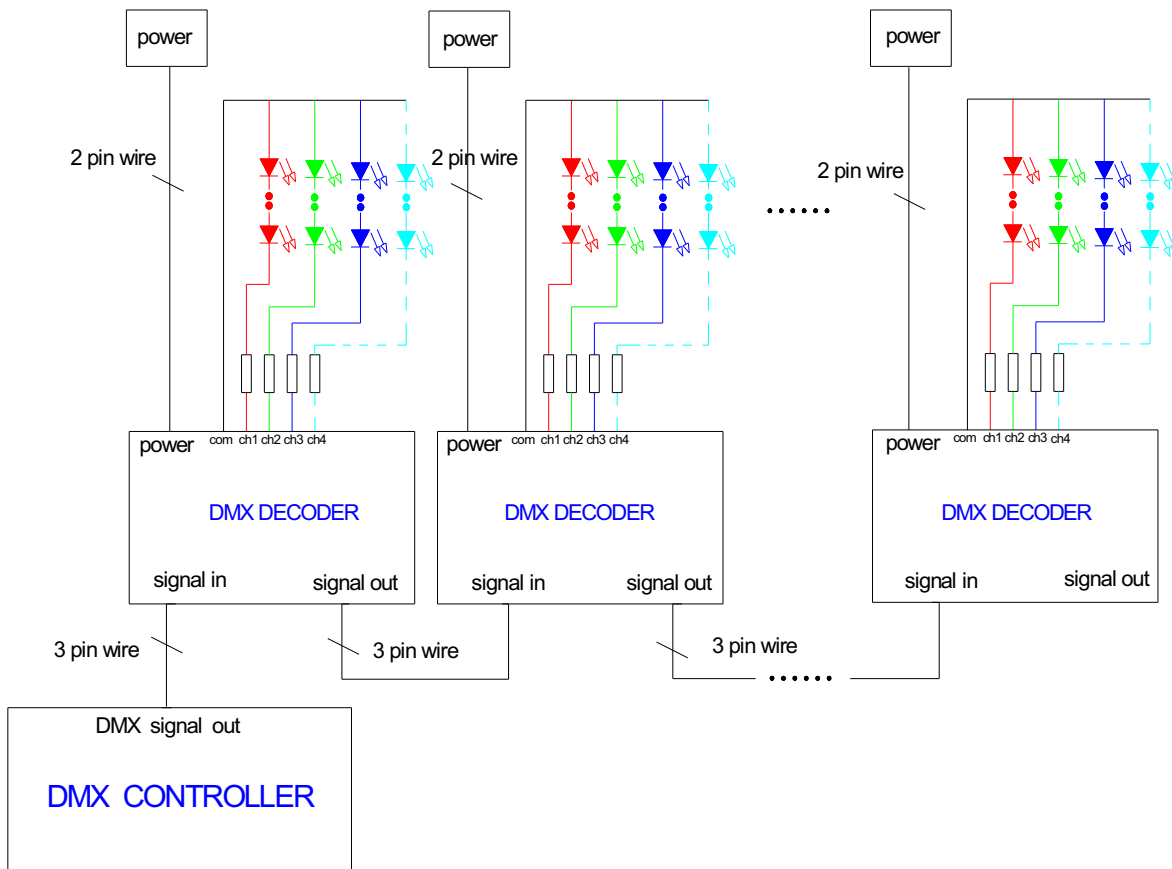 power
power
power
2 pin wire
2 pin wire
2 pin wire
com ch1 ch2 ch3 ch4
power
DMX DECODER
signal in
signal out
com ch1 ch2 ch3 ch4
power
DMX DECODER
signal in
signal out
com ch1 ch2 ch3 ch4
power
DMX DECODER
signal in
signal out
3 pin wire
3 pin wire
3 pin wire
DMX signal out
DMX CONTROLLER